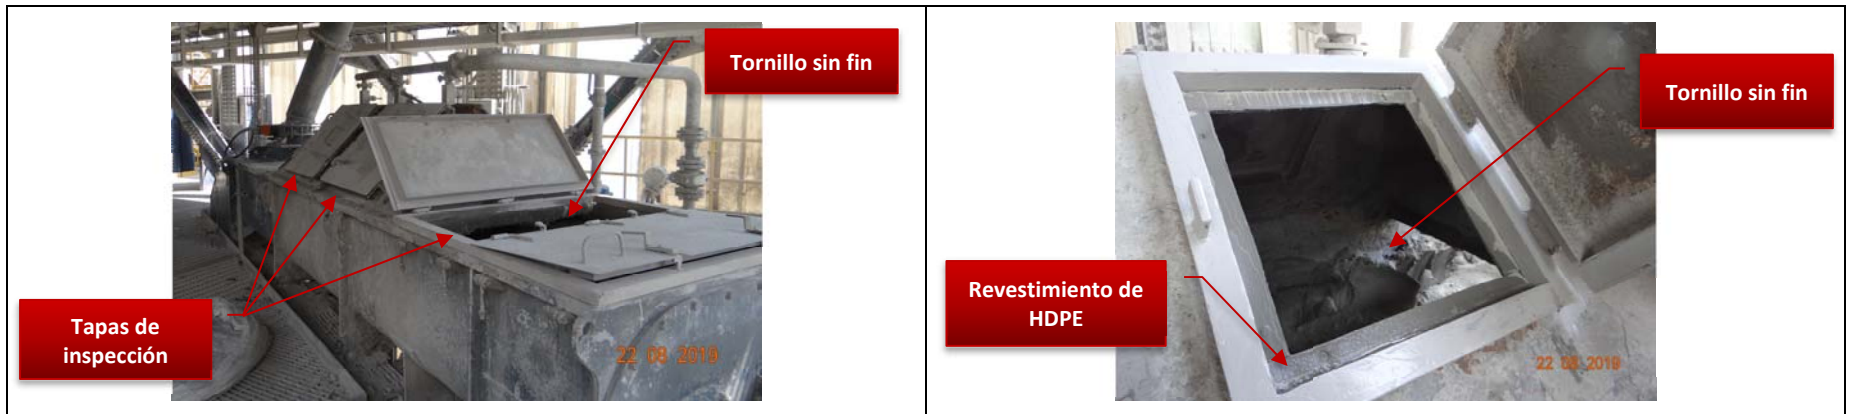 Tornillo sin fin
Tapas de
inspección
22 08 2019
Tornillo sin fin
Revestimiento de
HDPE
22 08 2019